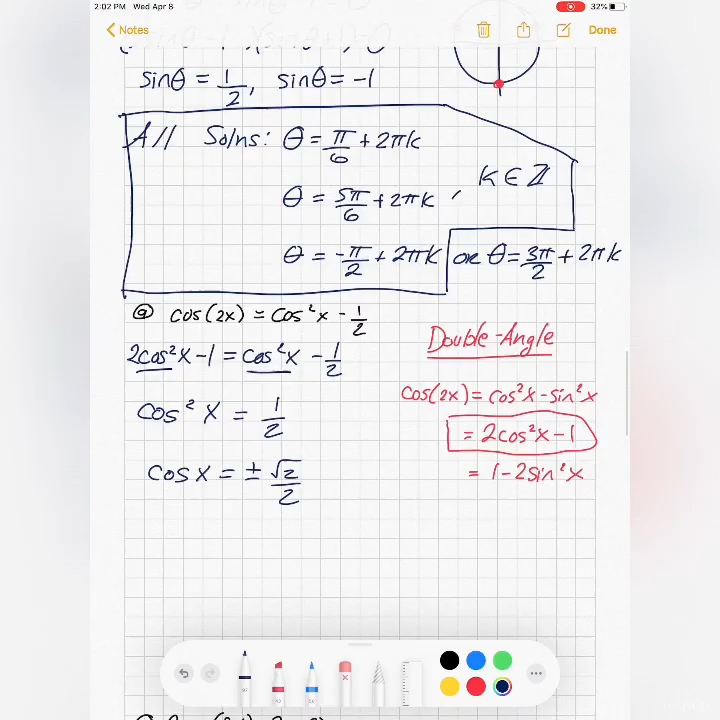 2:02 PM Wed Apr 8
32%
Notes
Done
sinθ = 1/2, sinθ = -1
All Solns: θ = π/6 + 2πk
θ = 5π/6 + 2πk, k ∈ ℤ
θ = -π/2 + 2πk or θ = 3π/2 + 2πk
ⓐ cos(2x) = cos²x - 1/2
2cos²x - 1 = cos²x - 1/2
cos²x = 1/2
cosx = ± √2/2
Double-Angle
cos(2x) = cos²x - sin²x
= 2cos²x - 1
= 1 - 2sin²x